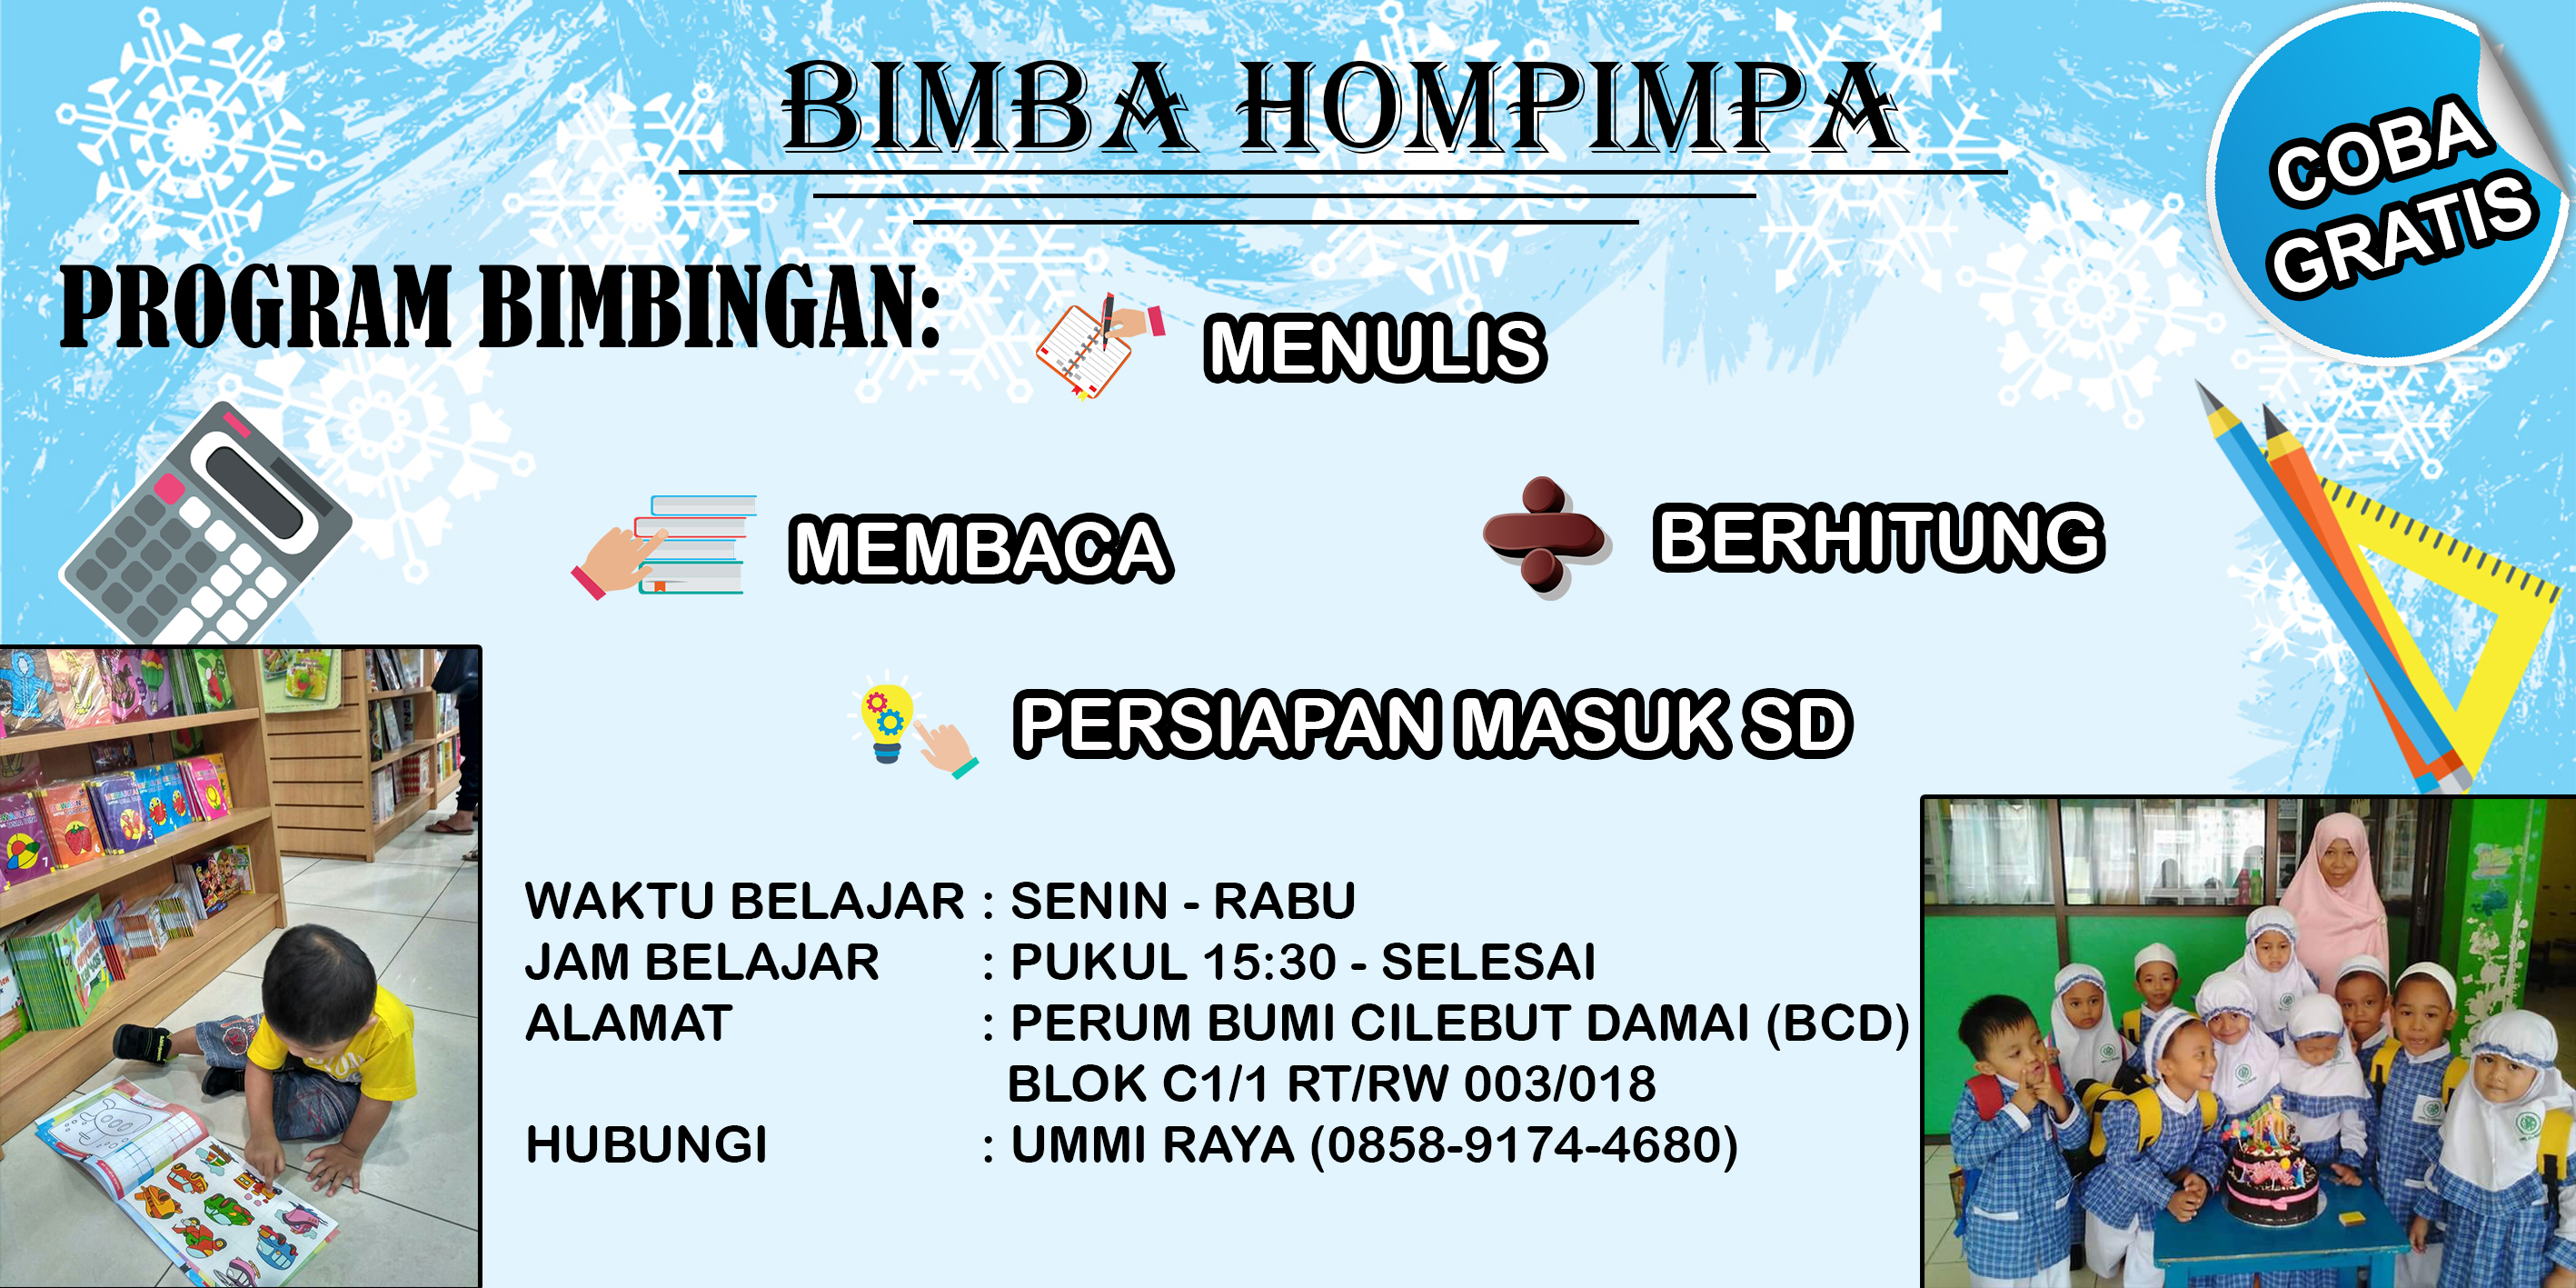 BIMBA HOMPIMPA
COBA
GRATIS
PROGRAM BIMBINGAN:
MENULIS
MEMBACA
BERHITUNG
PERSIAPAN MASUK SD
WAKTU BELAJAR : SENIN - RABU
JAM BELAJAR : PUKUL 15:30 - SELESAI
ALAMAT : PERUM BUMI CILEBUT DAMAI (BCD)
BLOK C1/1 RT/RW 003/018
HUBUNGI : UMMI RAYA (0858-9174-4680)